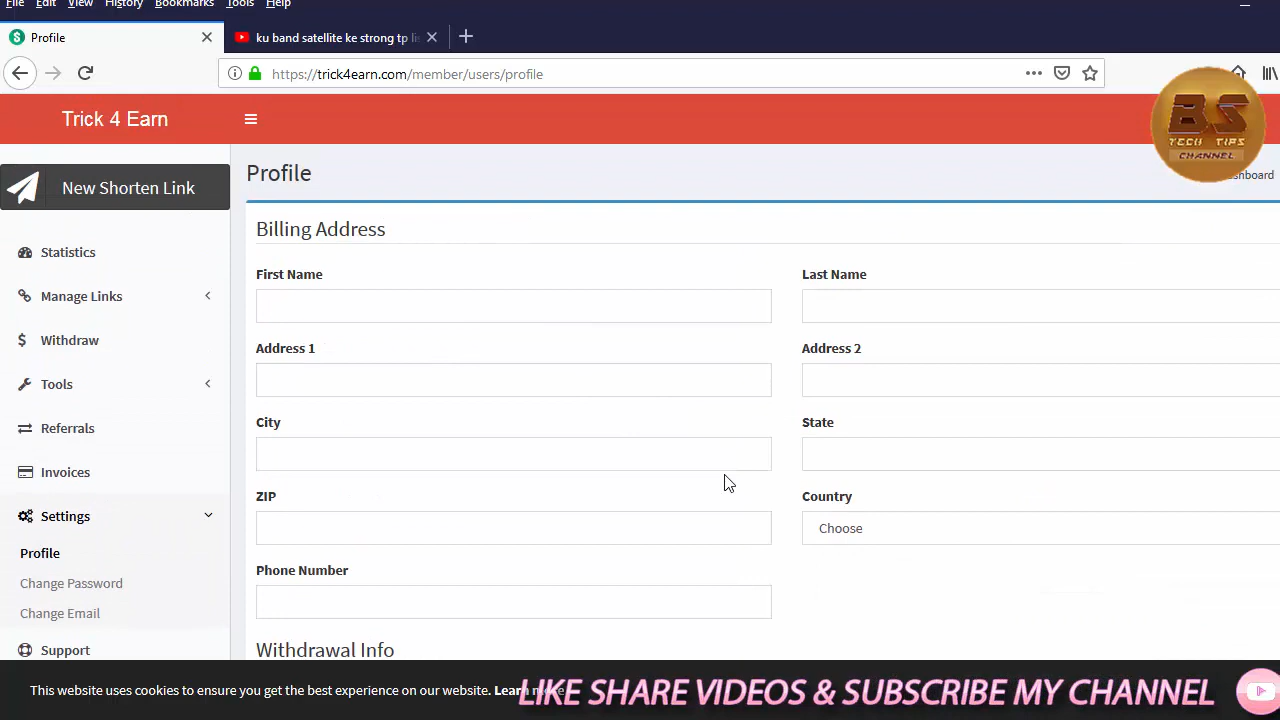 File Edit View History Bookmarks Tools Help
Profile
ku band satellite ke strong tp li
https://trick4earn.com/member/users/profile
Trick 4 Earn
BS
TECH TIPS
CHANNEL
New Shorten Link
Profile
shboard
Billing Address
Statistics
First Name
Last Name
Manage Links
Withdraw
Address 1
Address 2
Tools
Referrals
City
State
Invoices
ZIP
Country
Settings
Choose
Profile
Phone Number
Change Password
Change Email
Support
Withdrawal Info
This website uses cookies to ensure you get the best experience on our website. Learn
LIKE SHARE VIDEOS & SUBSCRIBE MY CHANNEL